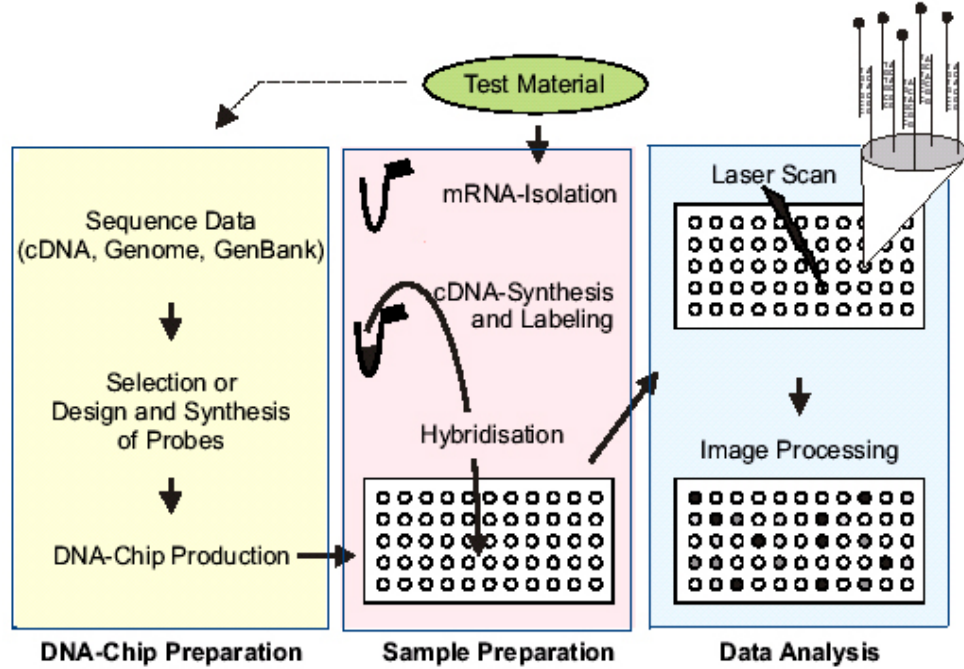 Test Material
Sequence Data
(cDNA, Genome, GenBank)
Selection or
Design and Synthesis
of Probes
DNA-Chip Production
DNA-Chip Preparation
mRNA-Isolation
cDNA-Synthesis
and Labeling
Hybridisation
Sample Preparation
Laser Scan
Image Processing
Data Analysis